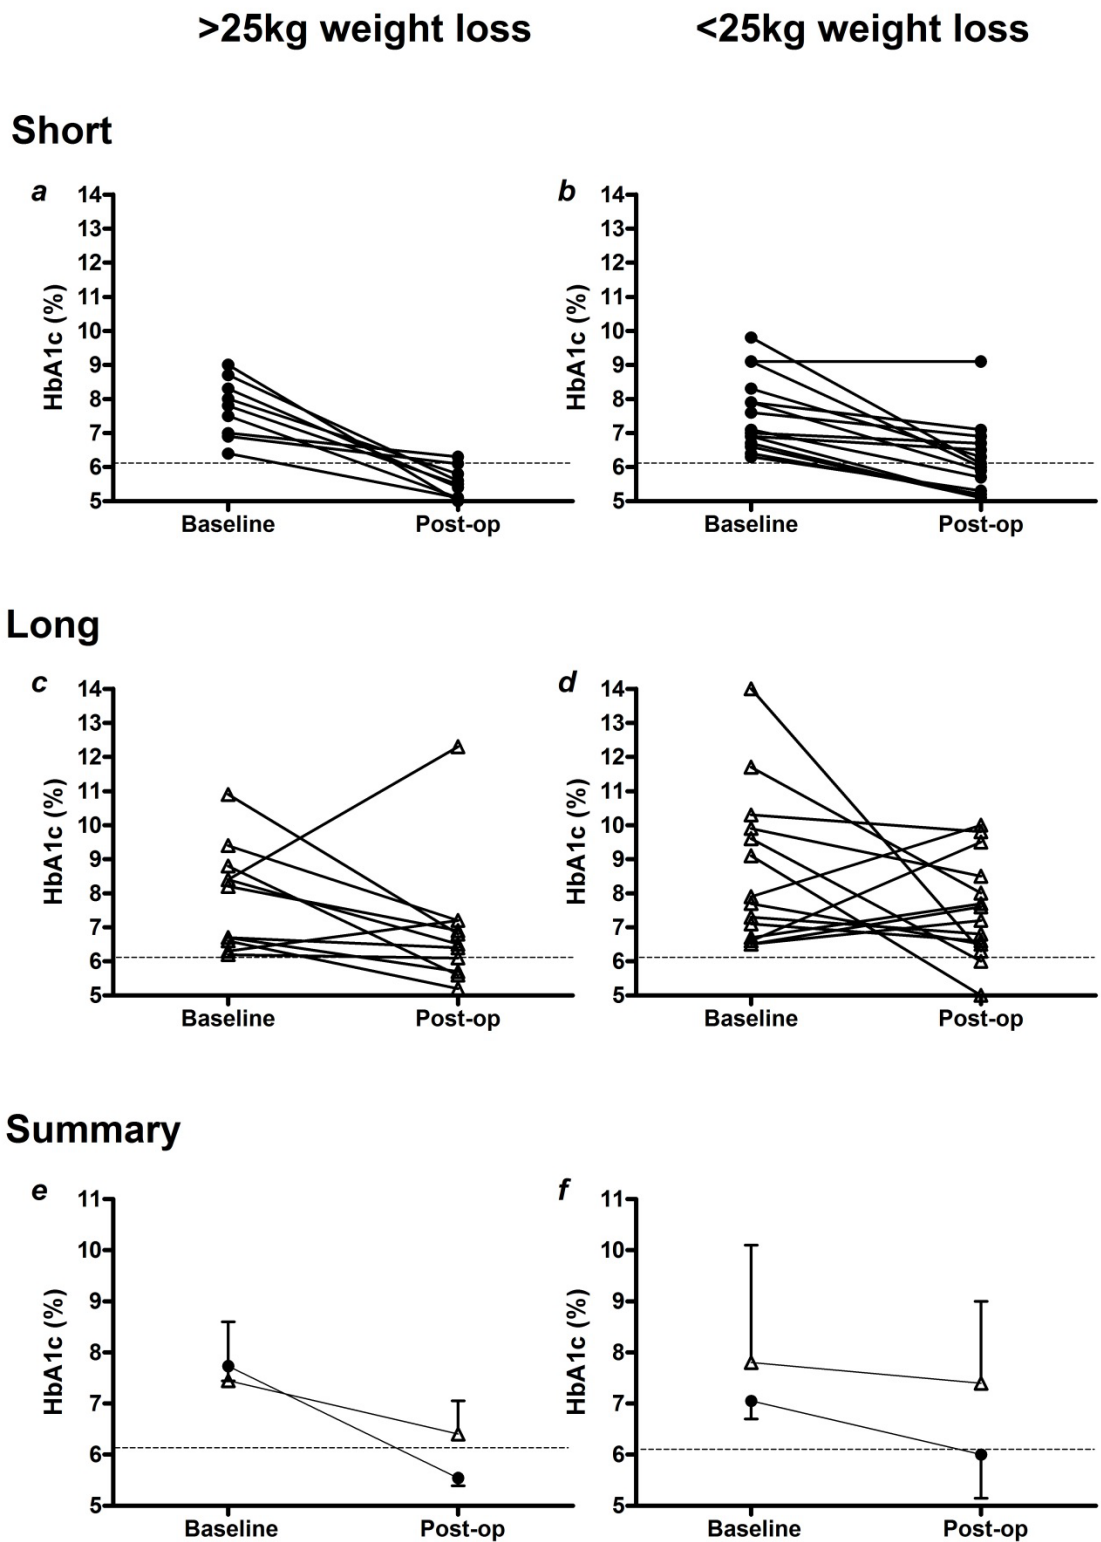 >25kg weight loss <25kg weight loss
Short
a b
HbA1c (%) HbA1c (%)
14 14
13 13
12 12
11 11
10 10
9 9
8 8
7 7
6 6
5 5
Baseline Post-op Baseline Post-op
Long
c d
HbA1c (%) HbA1c (%)
14 14
13 13
12 12
11 11
10 10
9 9
8 8
7 7
6 6
5 5
Baseline Post-op Baseline Post-op
Summary
e f
HbA1c (%) HbA1c (%)
11 11
10 10
9 9
8 8
7 7
6 6
5 5
Baseline Post-op Baseline Post-op